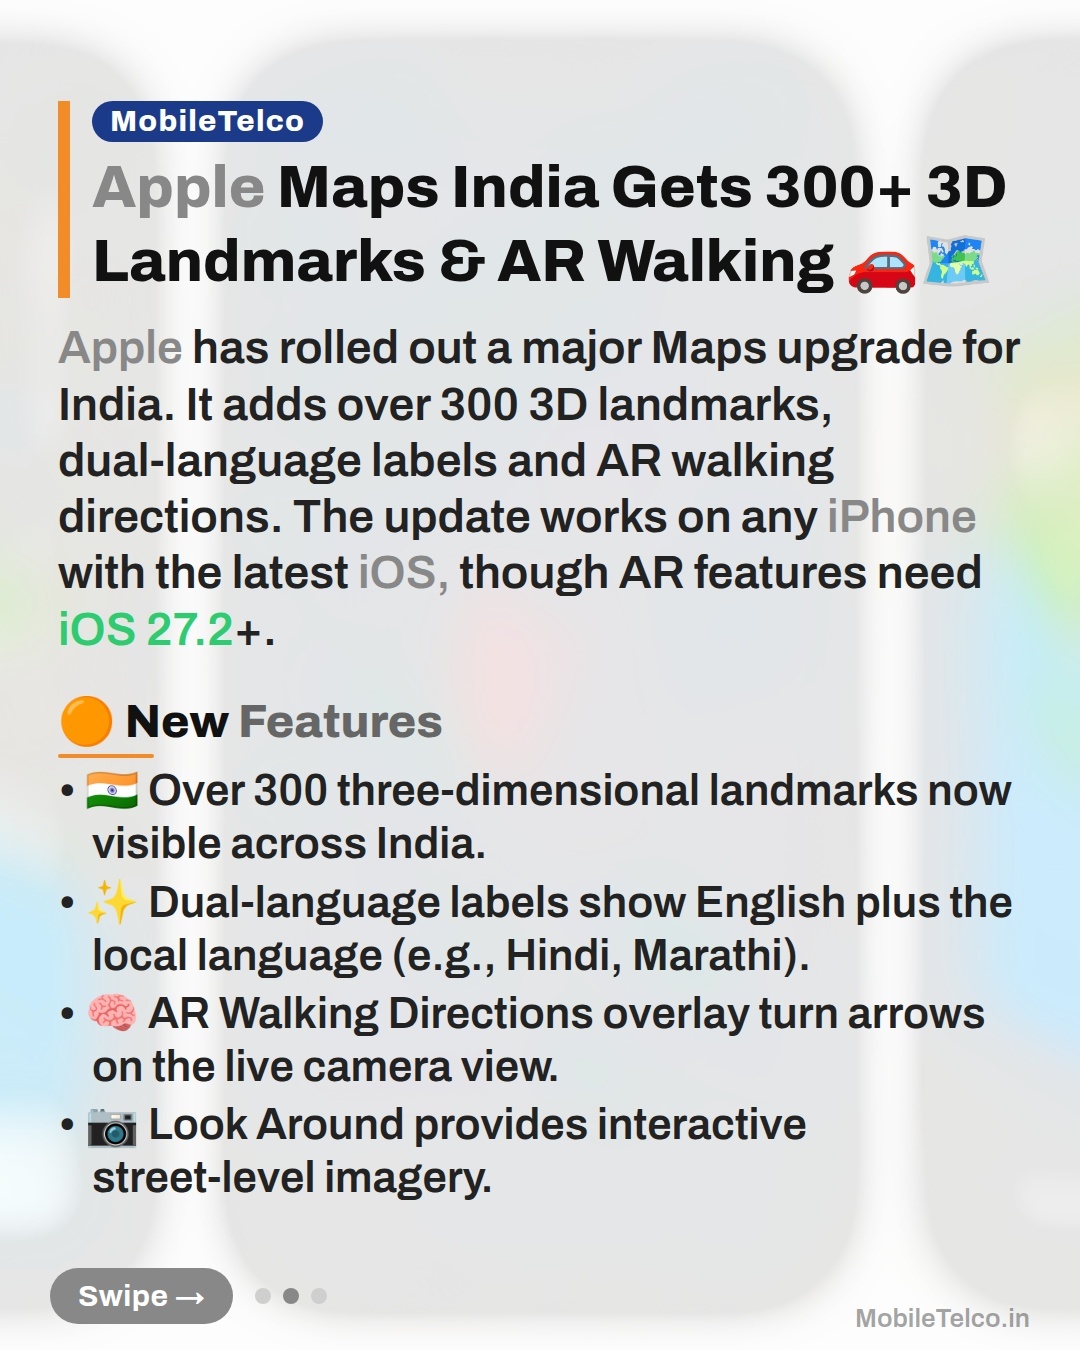 MobileTelco
Apple Maps India Gets 300+ 3D
Landmarks & AR Walking 🚗🗺️
Apple has rolled out a major Maps upgrade for
India. It adds over 300 3D landmarks,
dual-language labels and AR walking
directions. The update works on any iPhone
with the latest iOS, though AR features need
iOS 27.2+.
🟠 New Features
• 🇮🇳 Over 300 three-dimensional landmarks now
visible across India.
• ✨ Dual-language labels show English plus the
local language (e.g., Hindi, Marathi).
• 🧠 AR Walking Directions overlay turn arrows
on the live camera view.
• 📷 Look Around provides interactive
street-level imagery.
Swipe →
MobileTelco.in